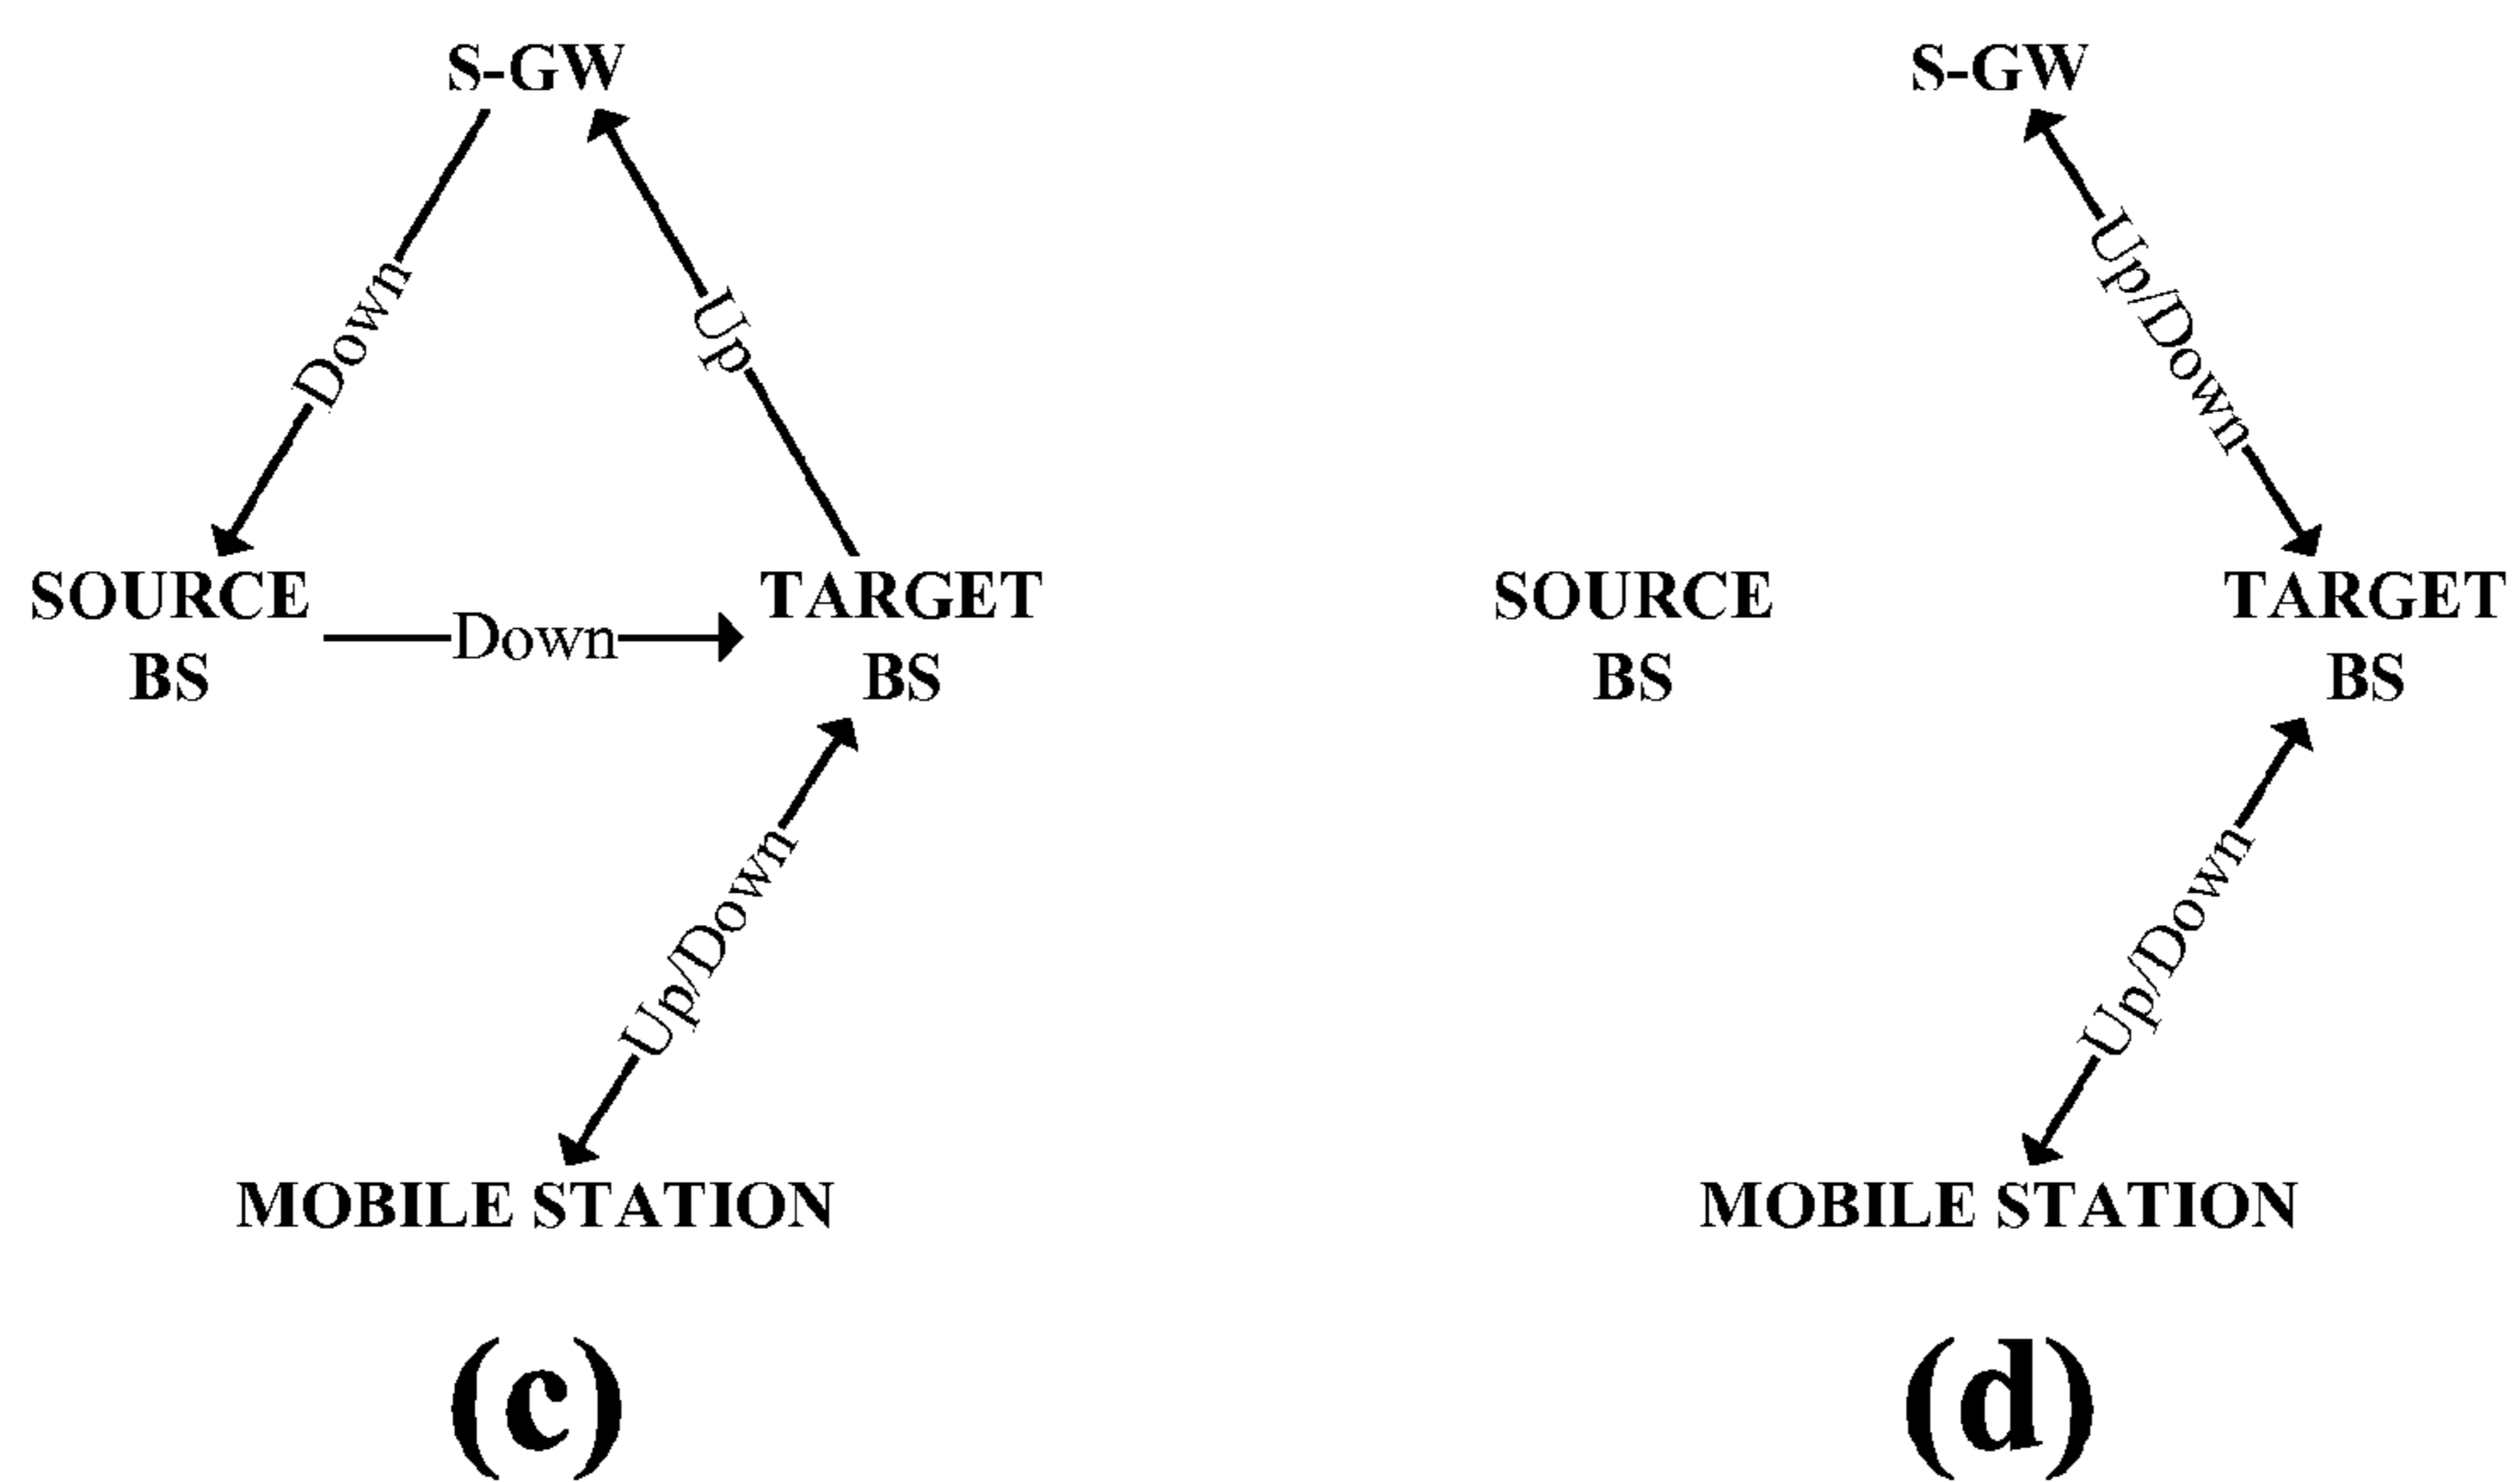 S-GW
Down
Up
SOURCE
BS
Down
TARGET
BS
Up/Down
MOBILE STATION
(c)
S-GW
Up/Down
SOURCE
BS
TARGET
BS
Up/Down
MOBILE STATION
(d)